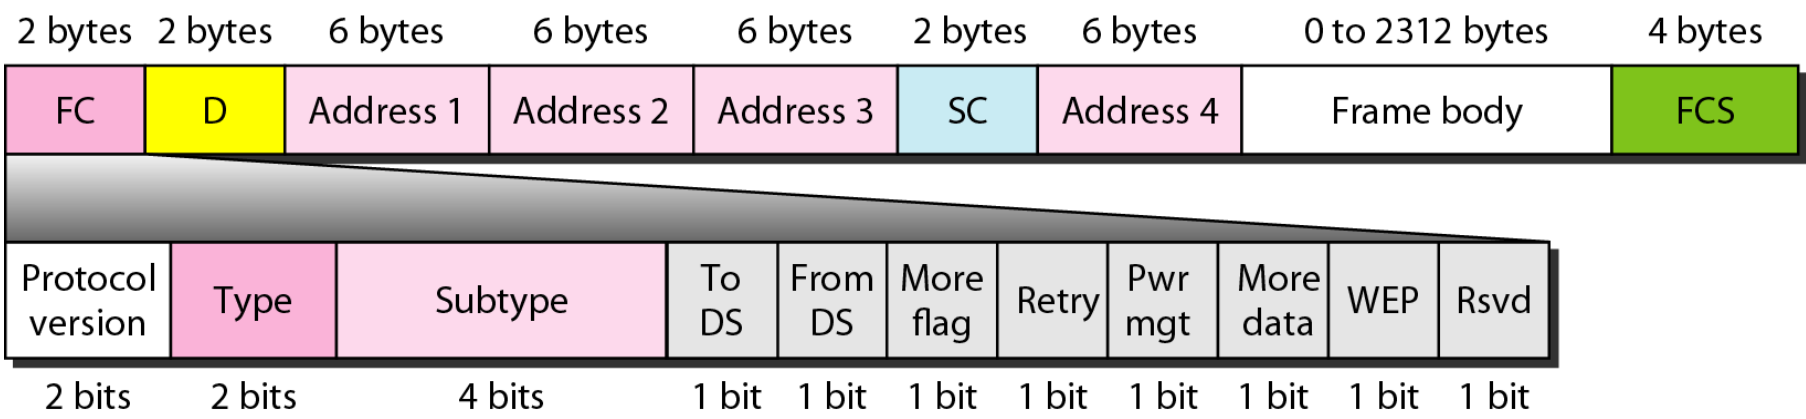 2 bytes 2 bytes 6 bytes 6 bytes 6 bytes 2 bytes 6 bytes 0 to 2312 bytes 4 bytes
FC D Address 1 Address 2 Address 3 SC Address 4 Frame body FCS
Protocol version Type Subtype To DS From DS More flag Retry Pwr mgt More data WEP Rsvd
2 bits 2 bits 4 bits 1 bit 1 bit 1 bit 1 bit 1 bit 1 bit 1 bit 1 bit